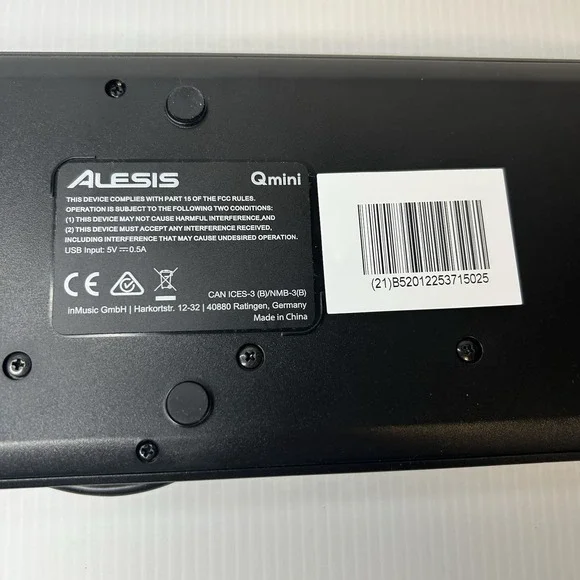 ALESIS Qmini
THIS DEVICE COMPLIES WITH PART 15 OF THE FCC RULES.
OPERATION IS SUBJECT TO THE FOLLOWING TWO CONDITIONS:
(1) THIS DEVICE MAY NOT CAUSE HARMFUL INTERFERENCE,AND
(2) THIS DEVICE MUST ACCEPT ANY INTERFERENCE RECEIVED,
INCLUDING INTERFERENCE THAT MAY CAUSE UNDESIRED OPERATION.
USB Input: 5V ⎓ 0.5A
CE
CAN ICES-3 (B)/NMB-3(B)
inMusic GmbH | Harkortstr. 12-32 | 40880 Ratingen, Germany
Made in China
(21)B52012253715025